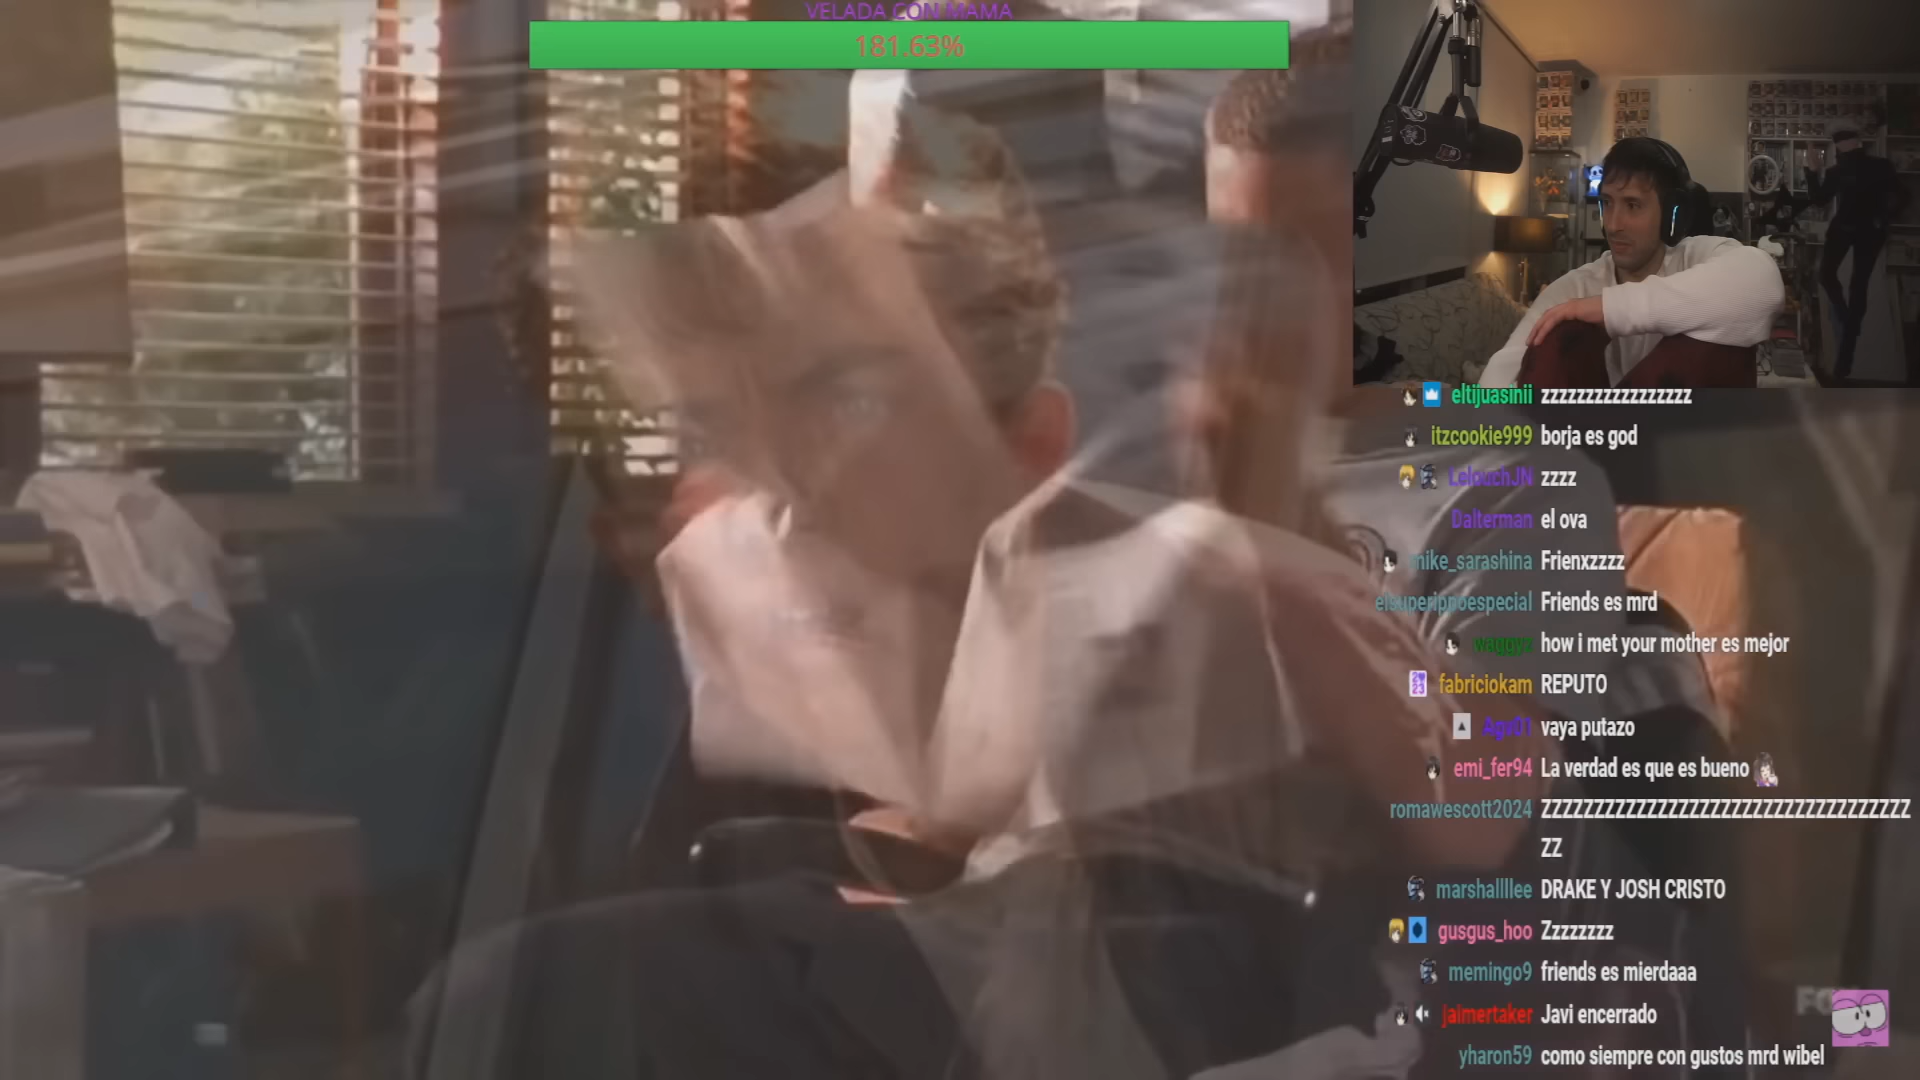 VELADA CON MAMA
181.63%
eltijuasinii zzzzzzzzzzzzzzzzz
itzcookie999 borja es god
LelouchJN zzzz
Dalterman el ova
mike_sarashina Frienxzzzz
elsuperippoespecial Friends es mrd
waggyz how i met your mother es mejor
fabriciokam REPUTO
Agv01 vaya putazo
emi_fer94 La verdad es que es bueno
romawescott2024 ZZZZZZZZZZZZZZZZZZZZZZZZZZZZZZZZZZZ
ZZ
marshallllee DRAKE Y JOSH CRISTO
gusgus_hoo Zzzzzzzz
memingo9 friends es mierdaaa
jaimertaker Javi encerrado
yharon59 como siempre con gustos mrd wibel